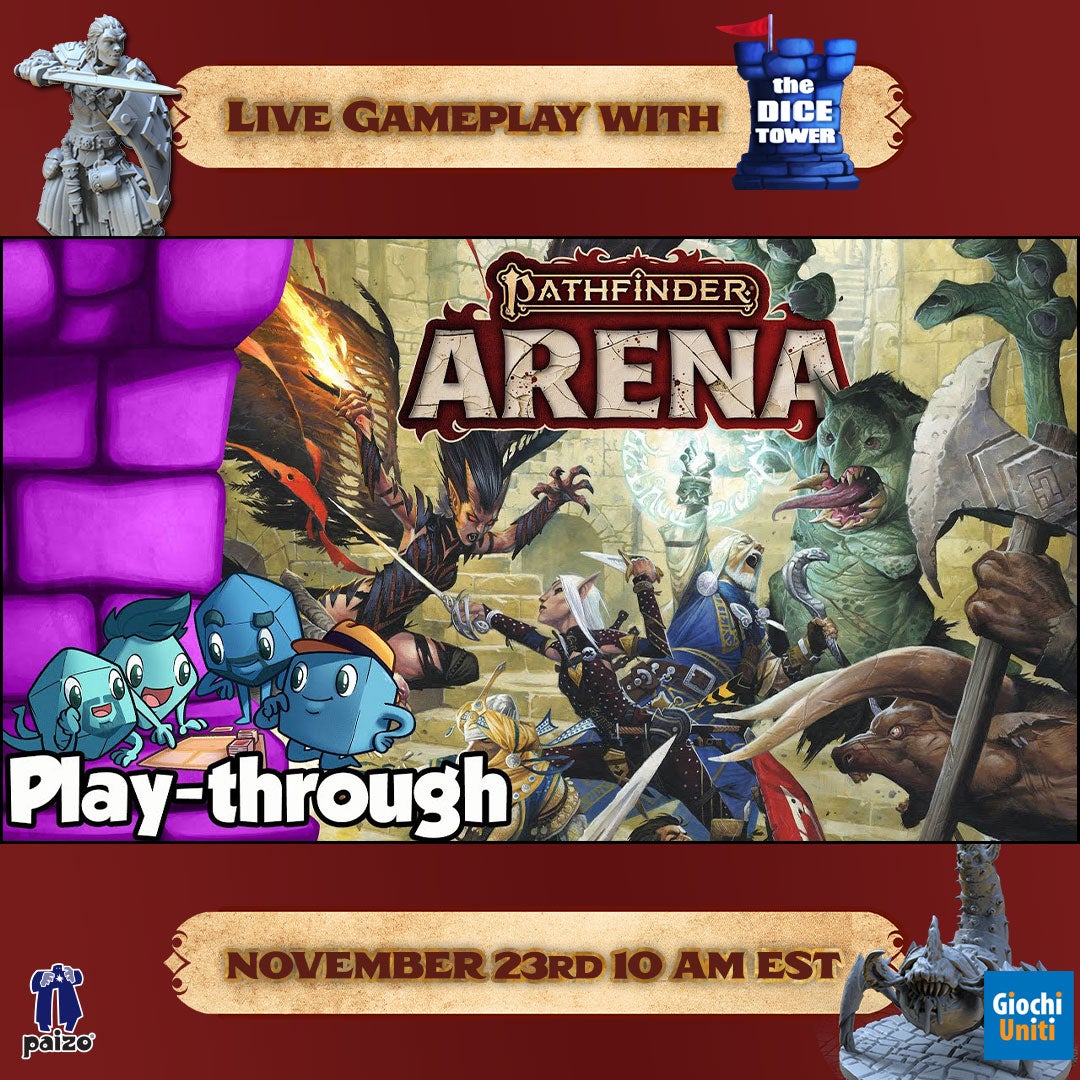 LIVE GAMEPLAY WITH
the
DICE
TOWER
PATHFINDER
ARENA
Play-through
NOVEMBER 23RD 10 AM EST
paizo
Giochi
Uniti